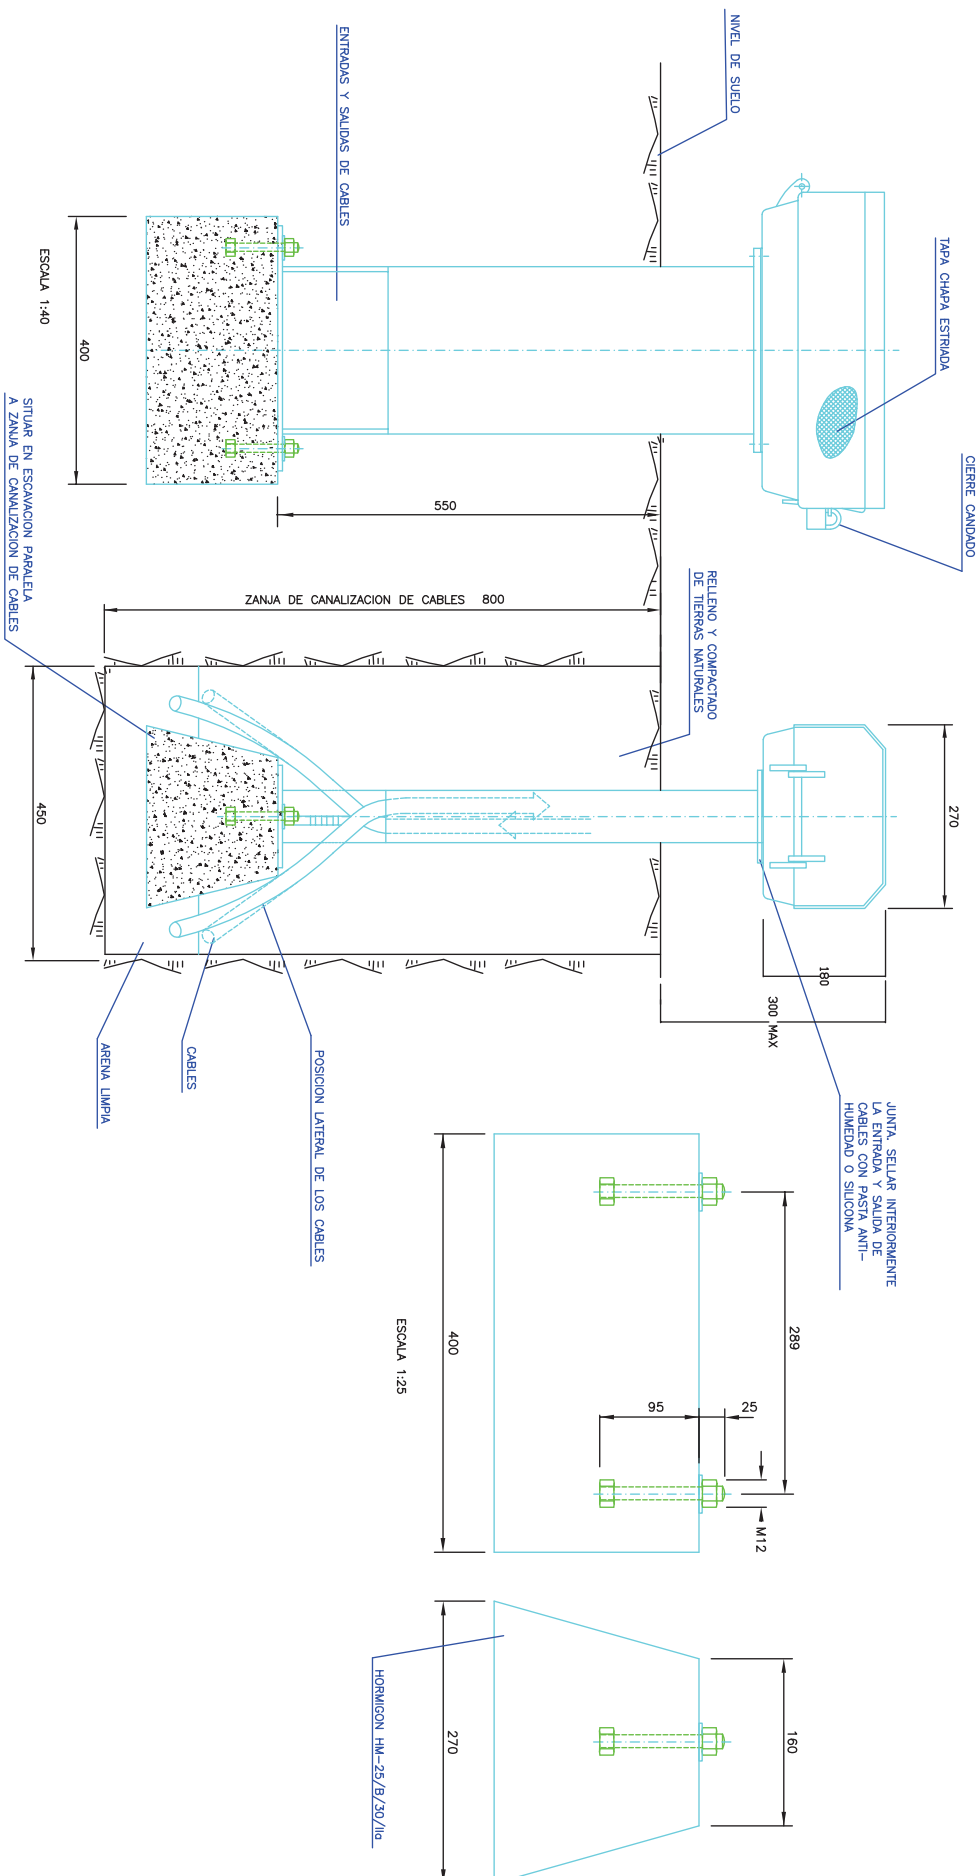 NIVEL DE SUELO
ENTRADAS Y SALIDAS DE CABLES
TAPA CHAPA ESTRIADA
CIERRE CANDADO
ESCALA 1:40
400
550
SITUAR EN ESCAVACION PARALELA
A ZANJA DE CANALIZACION DE CABLES
ZANJA DE CANALIZACION DE CABLES 800
RELLENO Y COMPACTADO
DE TIERRAS NATURALES
450
270
180
300 MAX
ARENA LIMPIA
CABLES
POSICION LATERAL DE LOS CABLES
JUNTA. SELLAR INTERIORMENTE
LA ENTRADA Y SALIDA DE
CABLES CON PASTA ANTI-
HUMEDAD O SILICONA
289
95
25
M12
400
ESCALA 1:25
160
270
HORMIGON HM-25/B/30/IIa